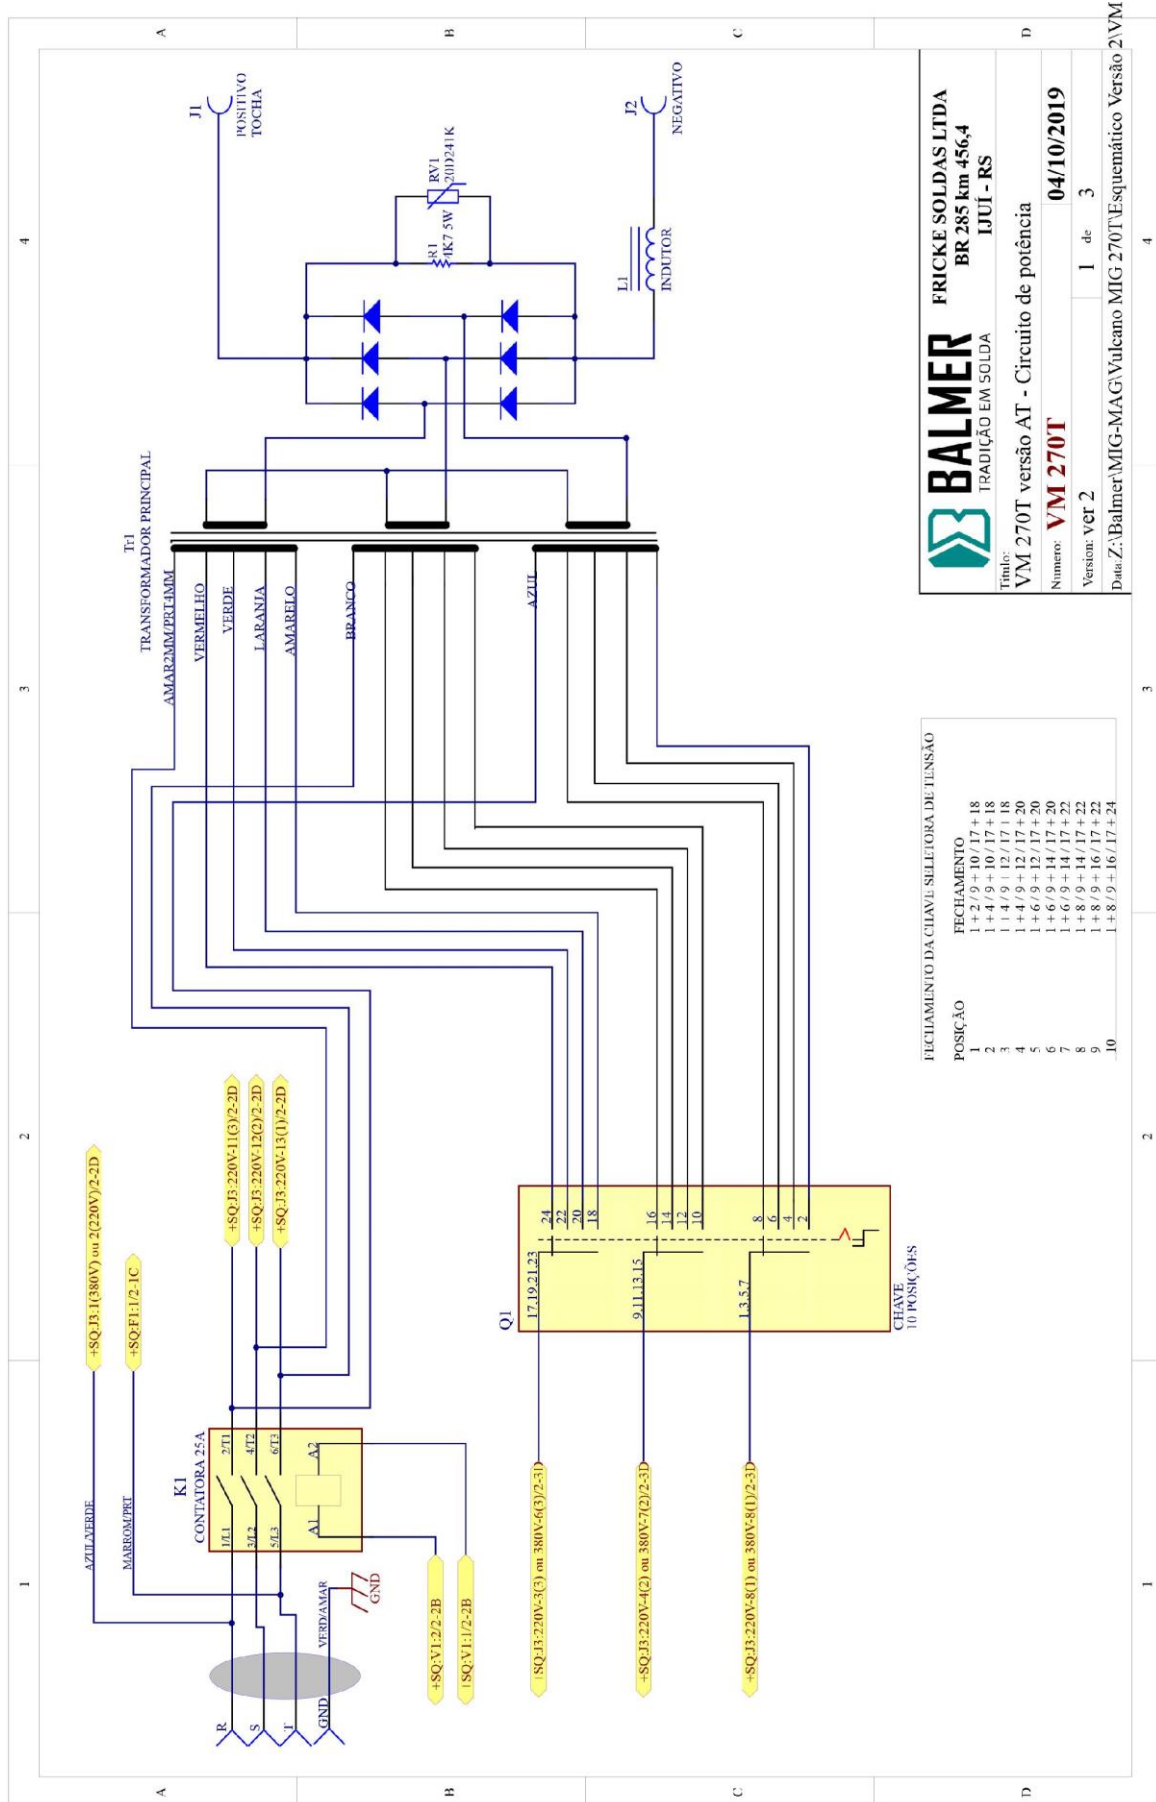 A
B
C
D
1
2
3
4
R
S
T
GND
VERD/AMAR
GND
AZUL/VERDE
MARROM/PRT
+SQ:J3:1(380V) ou 2(220V)/2-2D
+SQ:F1:1/2-1C
K1
CONTATORA 25A
1/L1
3/L2
5/L3
2/T1
4/T2
6/T3
A1
A2
+SQ:V1:2/2-2B
+SQ:J3:220V-11(3)/2-2D
+SQ:J3:220V-12(2)/2-2D
+SQ:J3:220V-13(1)/2-2D
+SQ:J3:220V-4(2) ou 380V-7(2)/2-3D
+SQ:J3:220V-8(1) ou 380V-8(1)/2-3D
Q1
17,19,21,23
24
22
20
18
9,11,13,15
16
14
12
10
1,3,5,7
8
6
4
2
CHAVE
10 POSIÇÕES
Tr1
TRANSFORMADOR PRINCIPAL
AMAR2MM/PRT4MM
VERMELHO
VERDE
LARANJA
AMARELO
BRANCO
AZUL
J1
POSITIVO
TOCHA
R1
4K7 5W
RV1
20D241K
L1
INDUTOR
J2
NEGATIVO
FECHAMENTO DA CHAVE SELETORA DE TENSÃO
POSIÇÃO FECHAMENTO
1 1 + 2 / 9 + 10 / 17 + 18
2 1 + 4 / 9 + 10 / 17 + 18
3 1 + 4 / 9 + 12 / 17 + 18
4 1 + 4 / 9 + 12 / 17 + 20
5 1 + 6 / 9 + 12 / 17 + 20
6 1 + 6 / 9 + 14 / 17 + 20
7 1 + 6 / 9 + 14 / 17 + 22
8 1 + 8 / 9 + 14 / 17 + 22
9 1 + 8 / 9 + 16 / 17 + 22
10 1 + 8 / 9 + 16 / 17 + 24
BALMER
TRADIÇÃO EM SOLDA
FRICKE SOLDAS LTDA
BR 285 km 456,4
IJUÍ - RS
Título:
VM 270T versão AT - Circuito de potência
Numero: VM 270T 04/10/2019
Version: ver 2 1 de 3
Data: Z:\Balmer\MIG-MAG\Vulcano MIG 270T\Esquemático Versão 2\VM
1
2
3
4
A
B
C
D